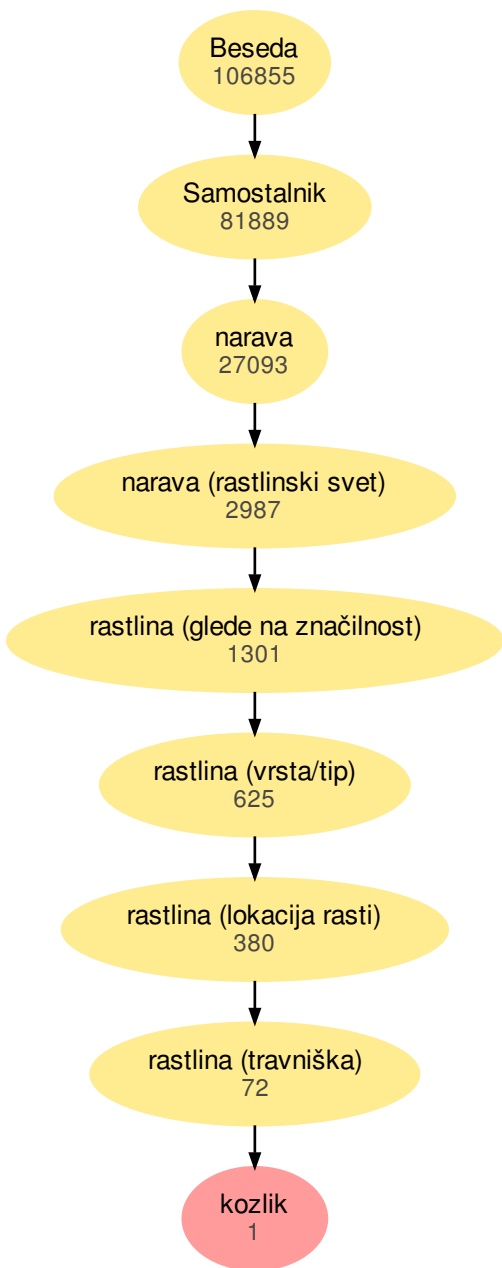 Beseda
106855
Samostalnik
81889
narava
27093
narava (rastlinski svet)
2987
rastlina (glede na značilnost)
1301
rastlina (vrsta/tip)
625
rastlina (lokacija rasti)
380
rastlina (travniška)
72
kozlik
1